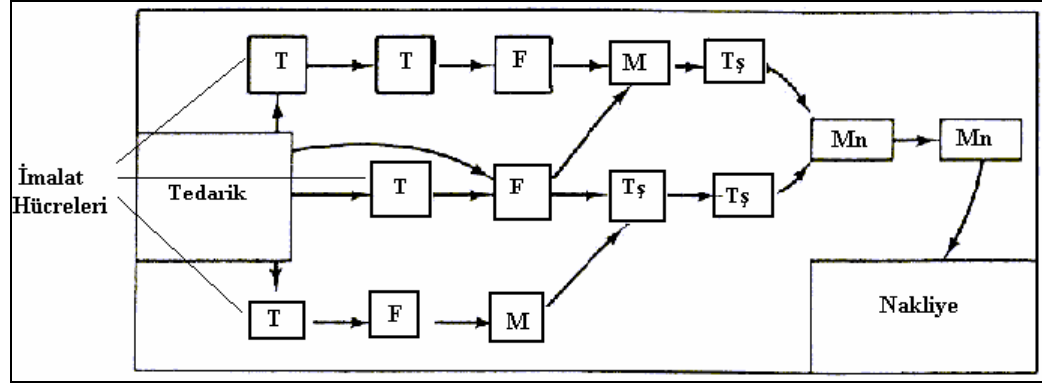 T
T
F
M
Tş
Mn
Mn
İmalat
Hücreleri
Tedarik
T
F
Tş
Tş
T
F
M
Nakliye